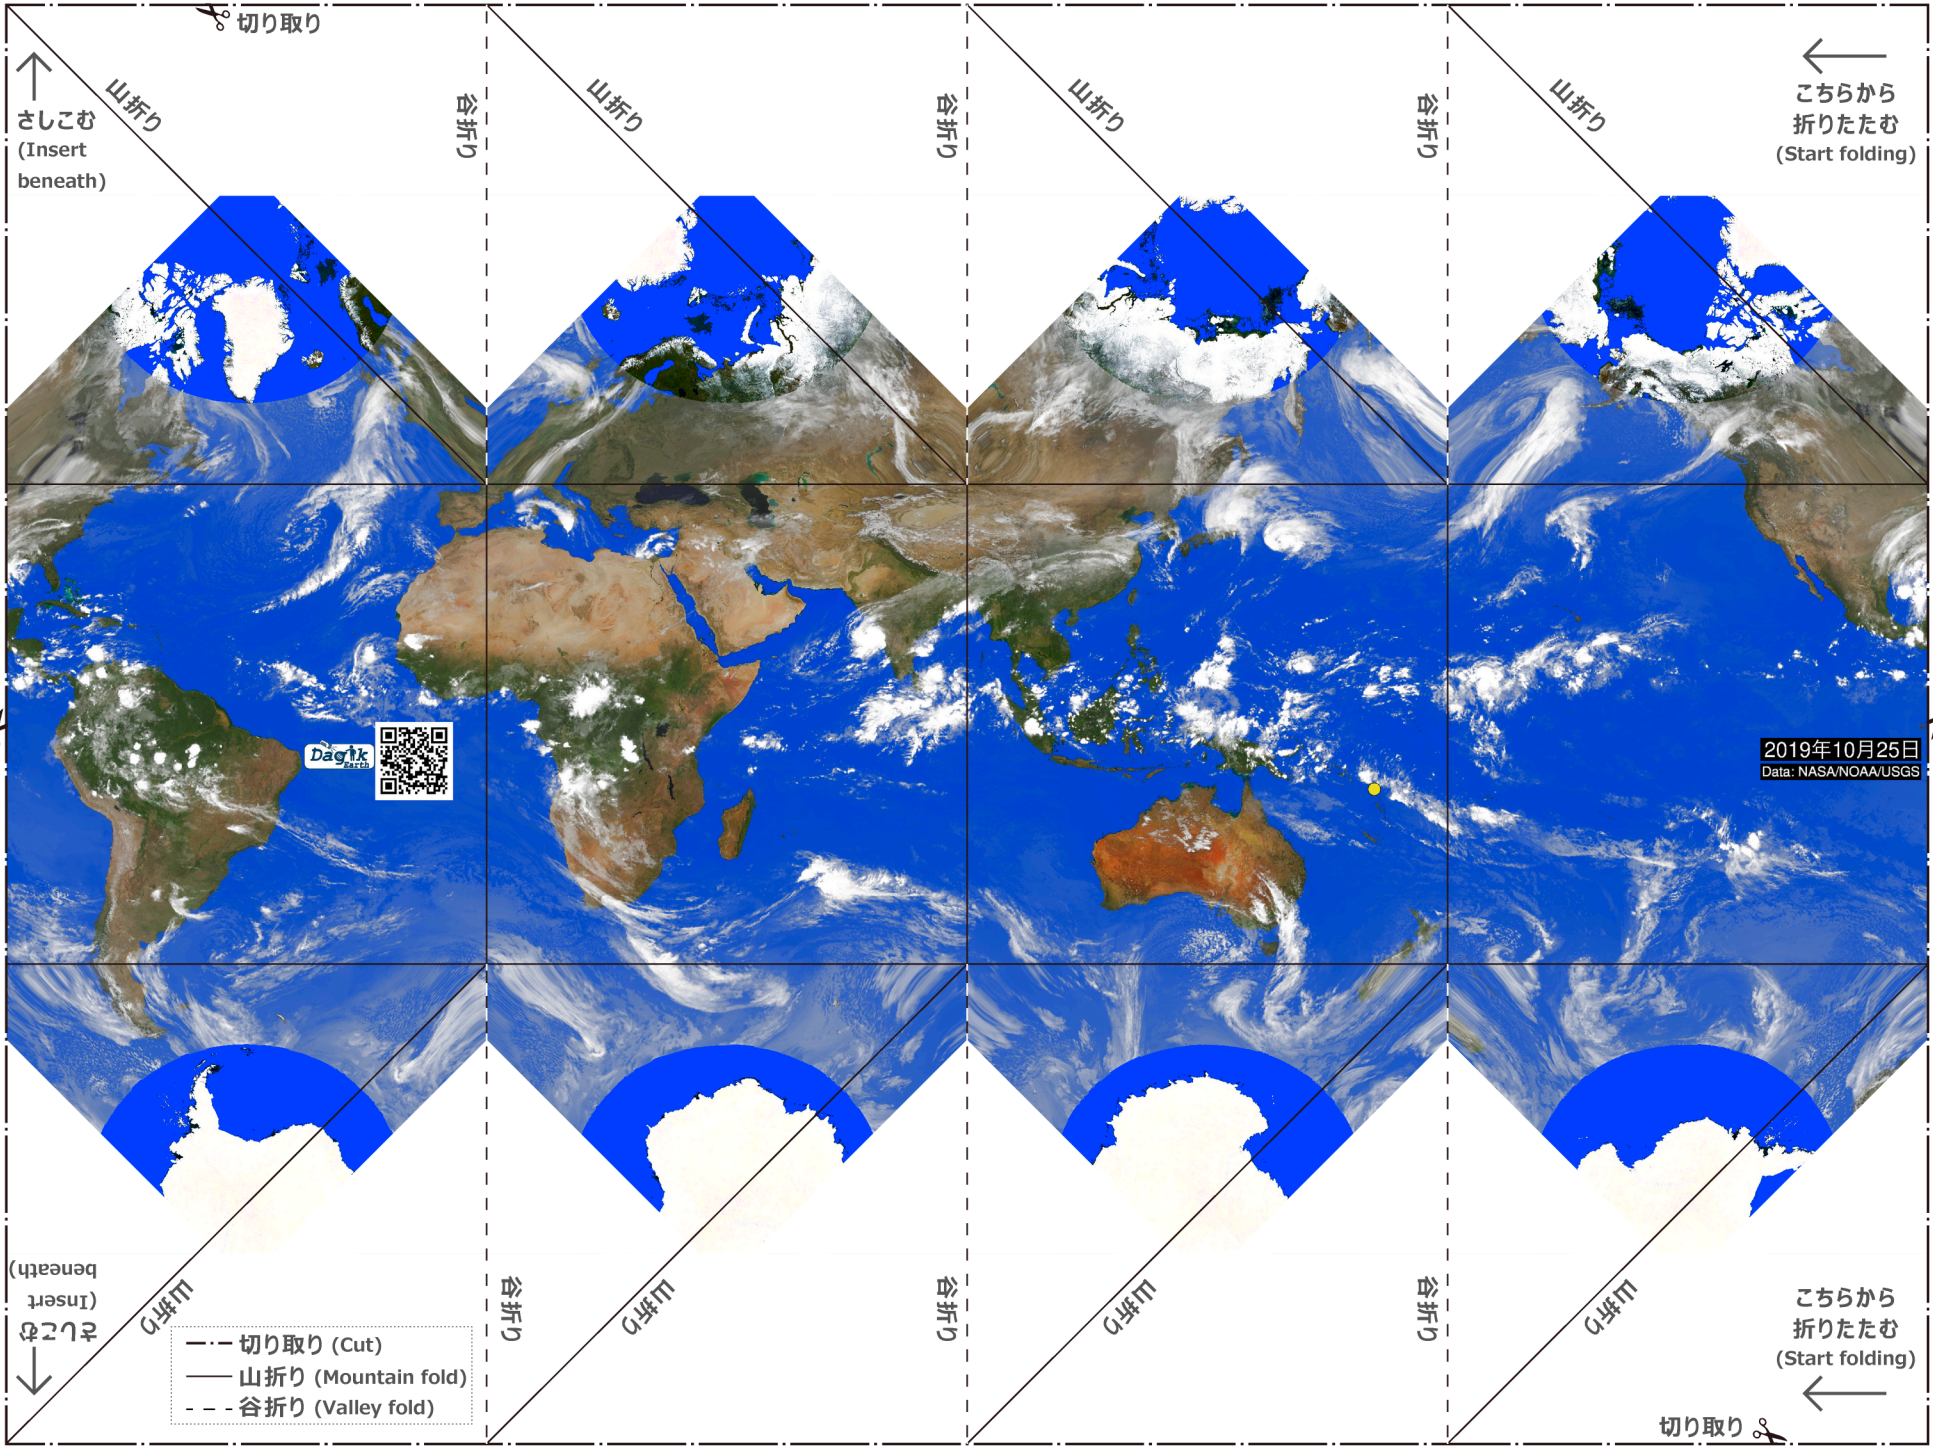 切り取り
さしこむ
(Insert
beneath)
山折り
谷折り
山折り
谷折り
山折り
谷折り
山折り
こちらから
折りたたむ
(Start folding)
Dagik
Earth
2019年10月25日
Data: NASA/NOAA/USGS
さしこむ
(Insert
beneath)
山折り
谷折り
山折り
谷折り
山折り
谷折り
山折り
こちらから
折りたたむ
(Start folding)
切り取り (Cut)
山折り (Mountain fold)
谷折り (Valley fold)
切り取り